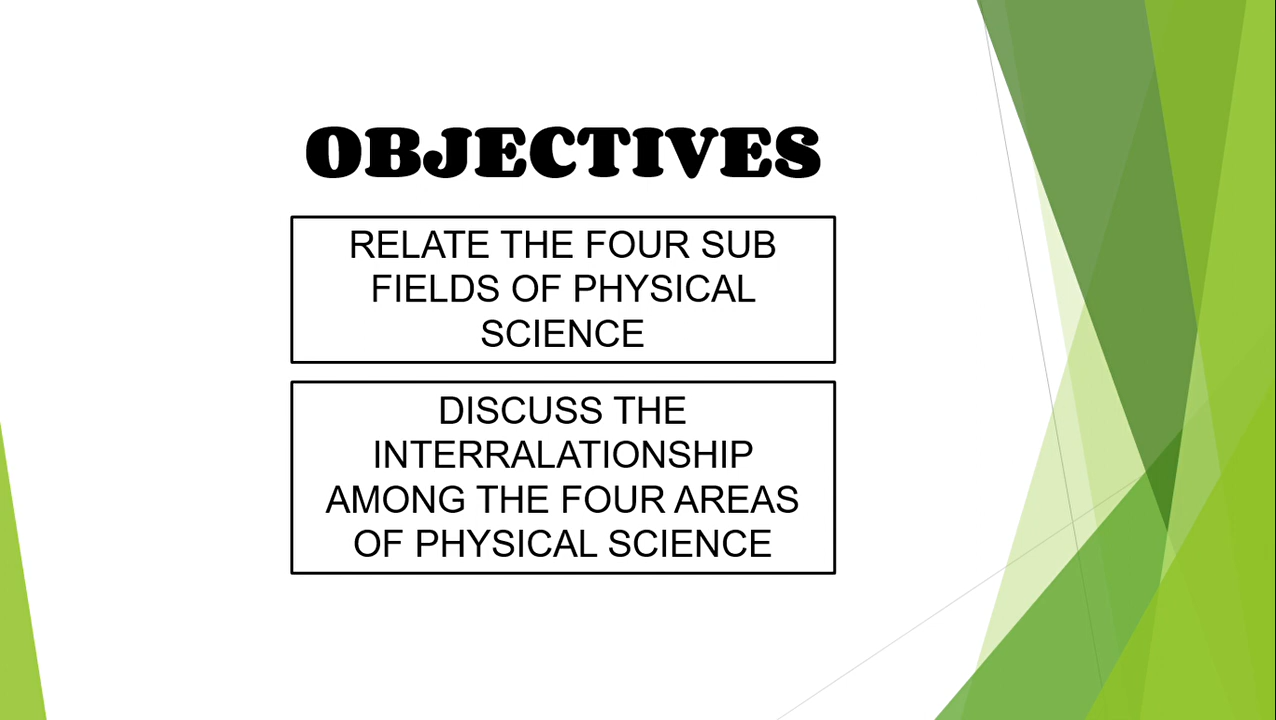 OBJECTIVES
RELATE THE FOUR SUB
FIELDS OF PHYSICAL
SCIENCE
DISCUSS THE
INTERRALATIONSHIP
AMONG THE FOUR AREAS
OF PHYSICAL SCIENCE